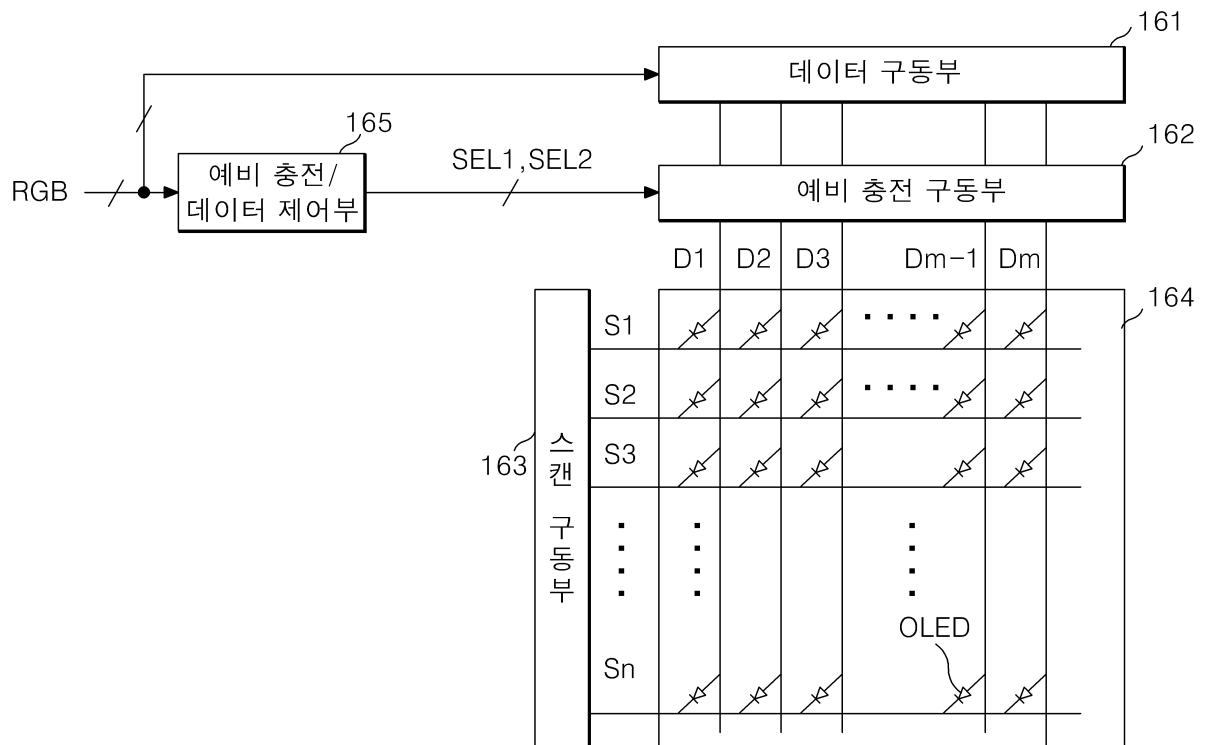 161
데이터 구동부
165
162
RGB
예비 충전/
데이터 제어부
SEL1,SEL2
예비 충전 구동부
D1 D2 D3 Dm-1 Dm
164
S1
S2
S3
163
스캔 구동부
OLED
Sn